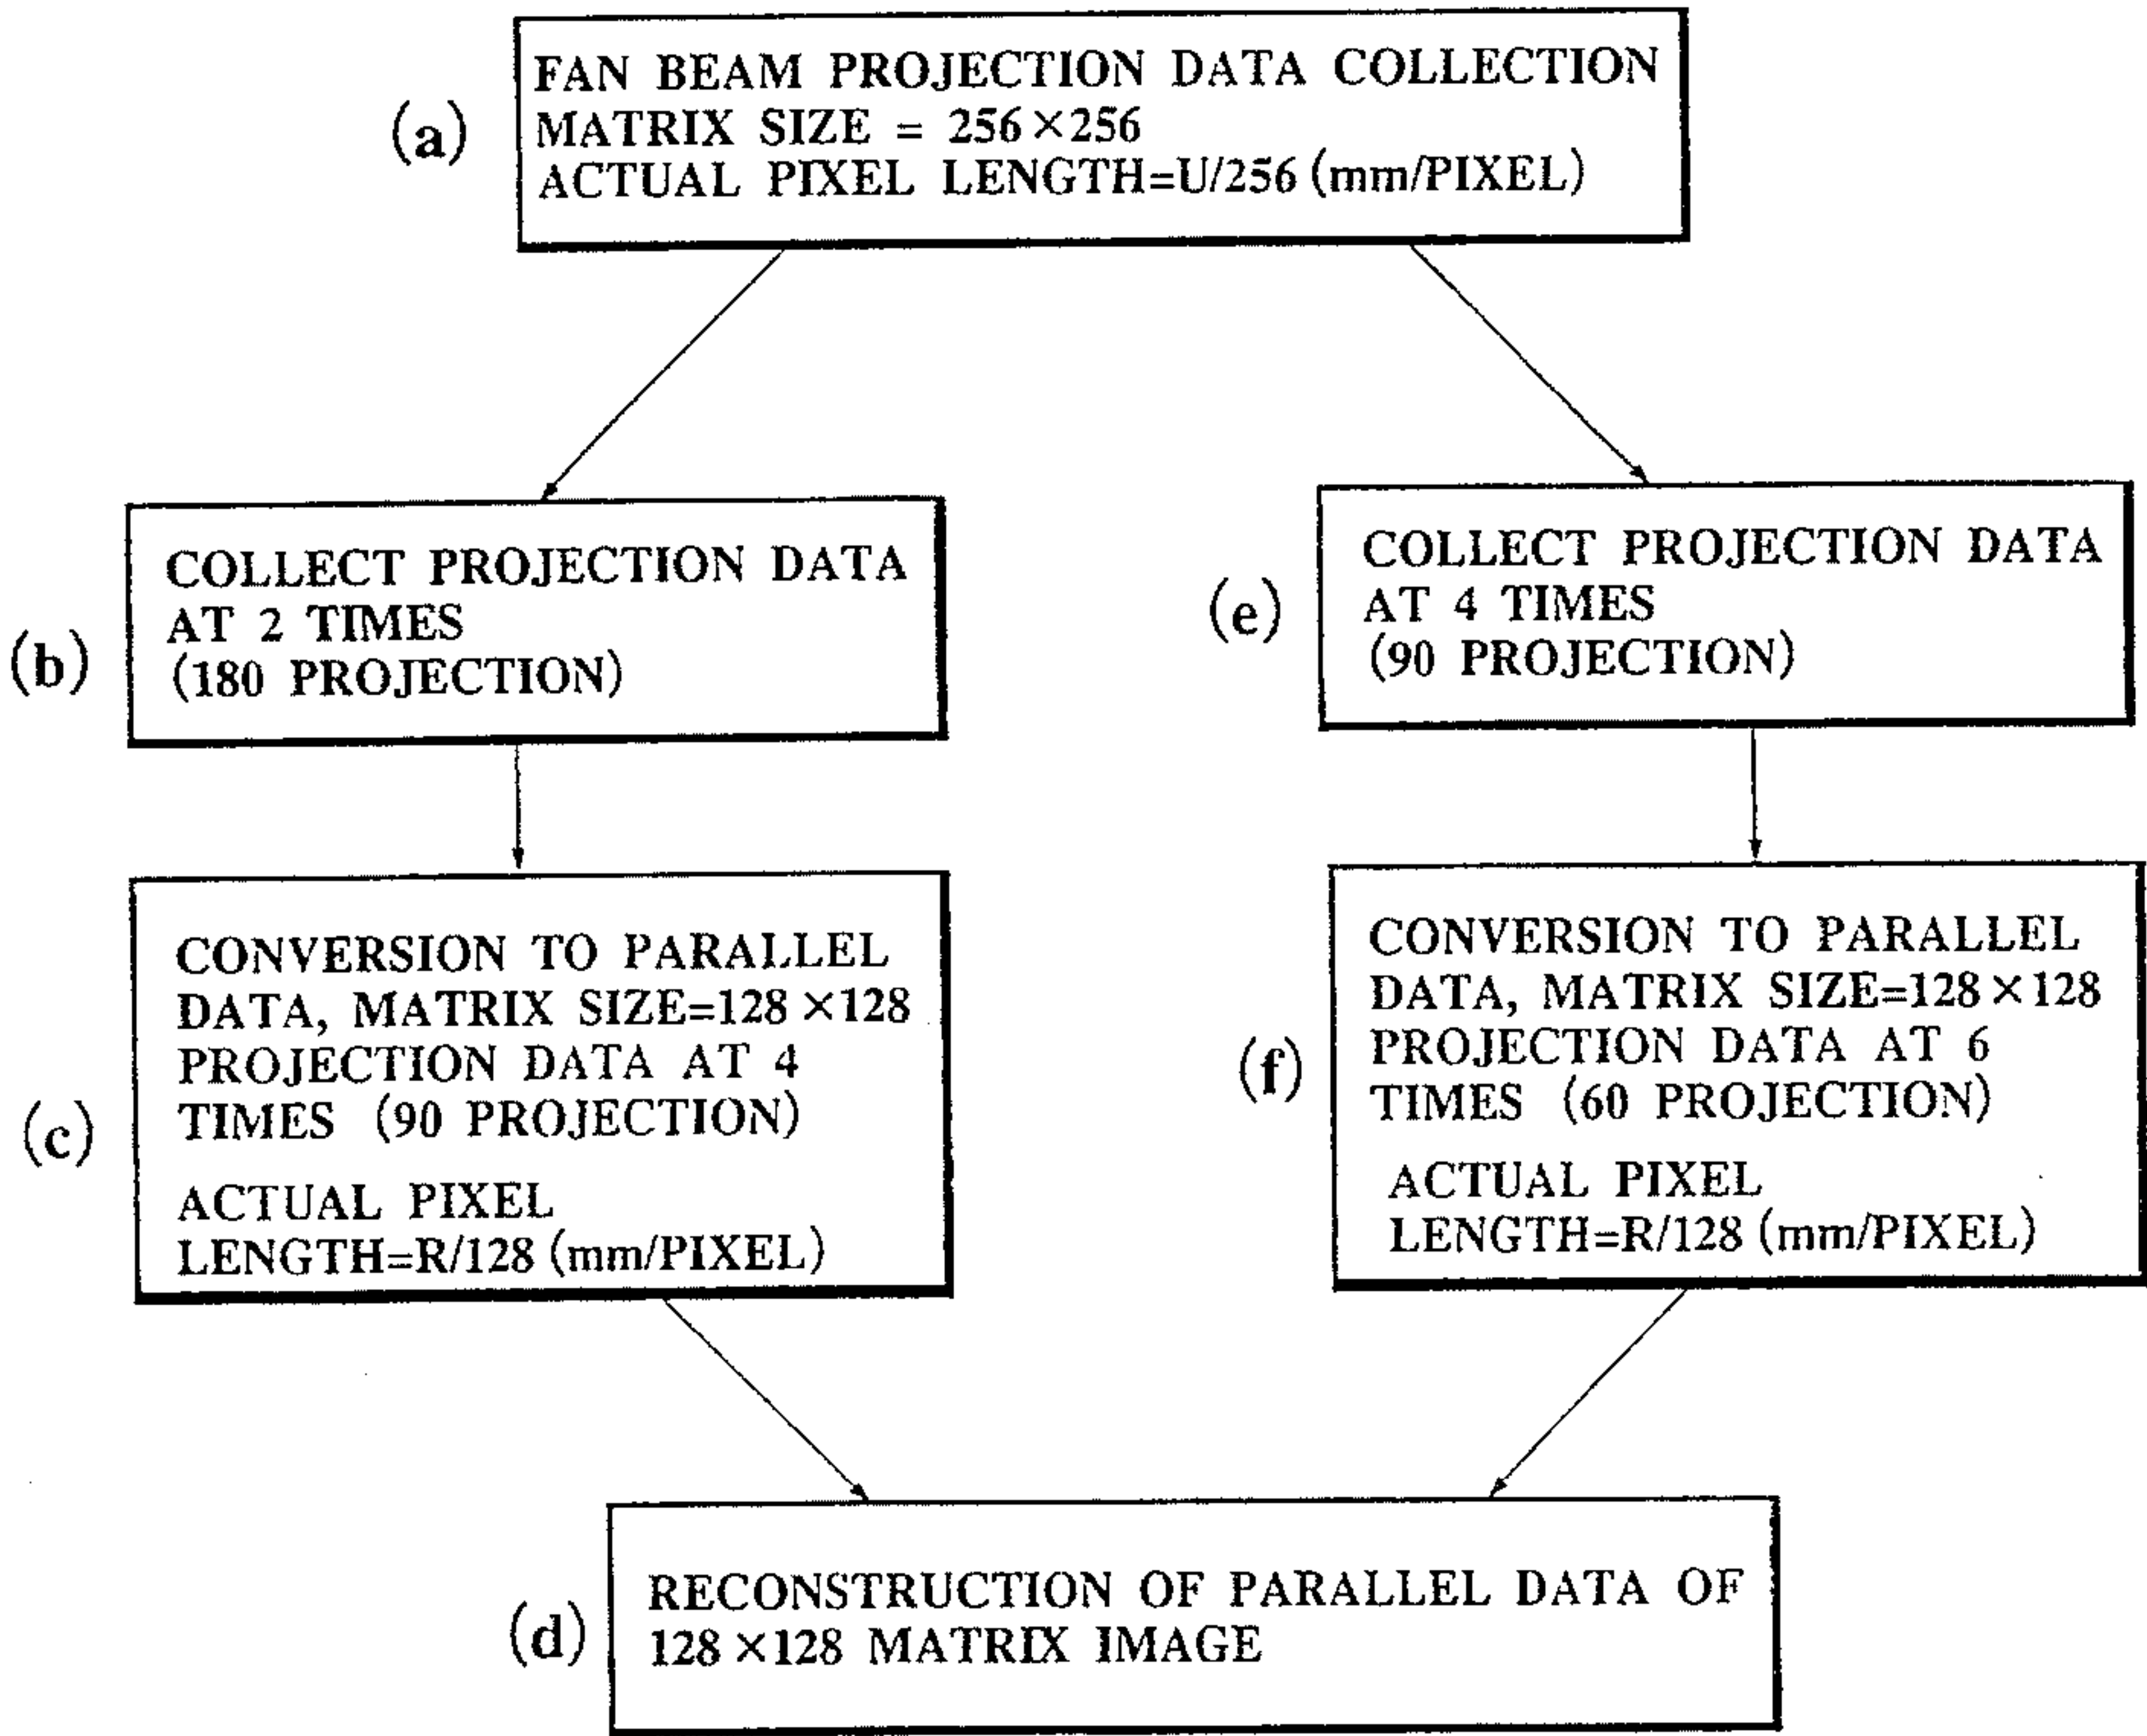 (a)
FAN BEAM PROJECTION DATA COLLECTION
MATRIX SIZE = 256×256
ACTUAL PIXEL LENGTH=U/256 (mm/PIXEL)
(b)
COLLECT PROJECTION DATA
AT 2 TIMES
(180 PROJECTION)
(e)
COLLECT PROJECTION DATA
AT 4 TIMES
(90 PROJECTION)
(c)
CONVERSION TO PARALLEL
DATA, MATRIX SIZE=128×128
PROJECTION DATA AT 4
TIMES (90 PROJECTION)
ACTUAL PIXEL
LENGTH=R/128 (mm/PIXEL)
(f)
CONVERSION TO PARALLEL
DATA, MATRIX SIZE=128×128
PROJECTION DATA AT 6
TIMES (60 PROJECTION)
ACTUAL PIXEL
LENGTH=R/128 (mm/PIXEL)
(d)
RECONSTRUCTION OF PARALLEL DATA OF
128×128 MATRIX IMAGE